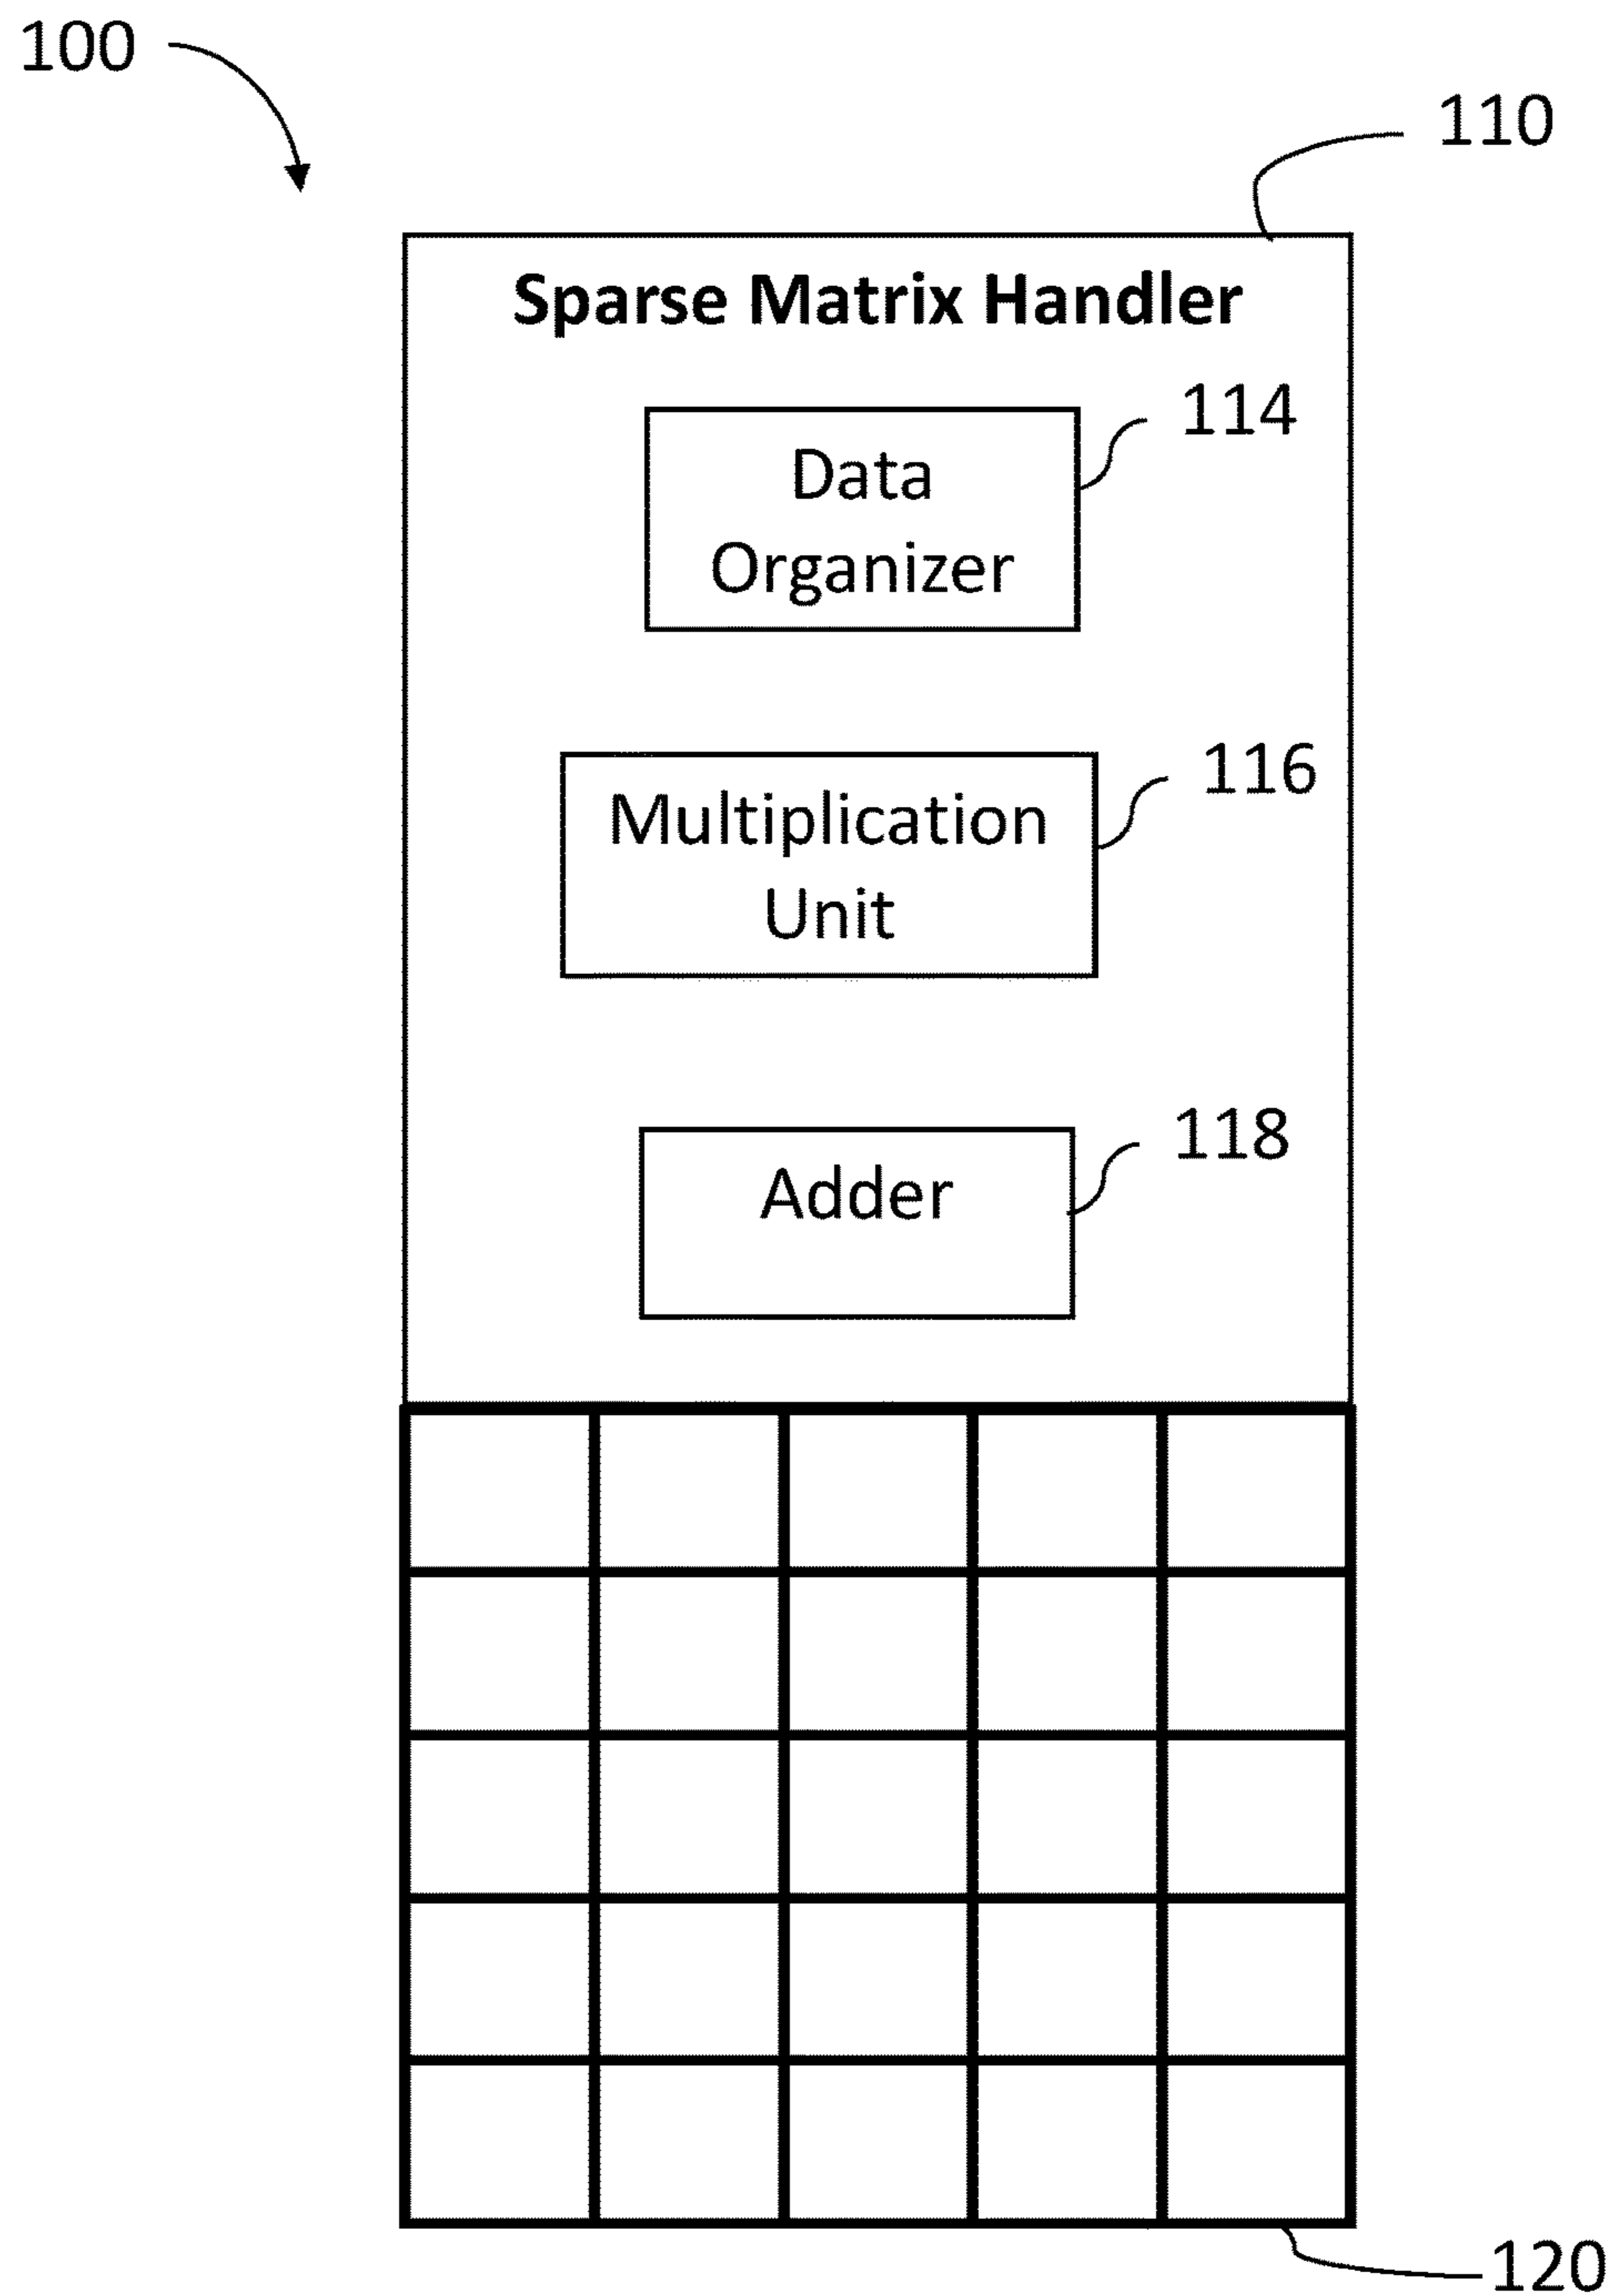 100
110
Sparse Matrix Handler
114
Data
Organizer
116
Multiplication
Unit
118
Adder
120